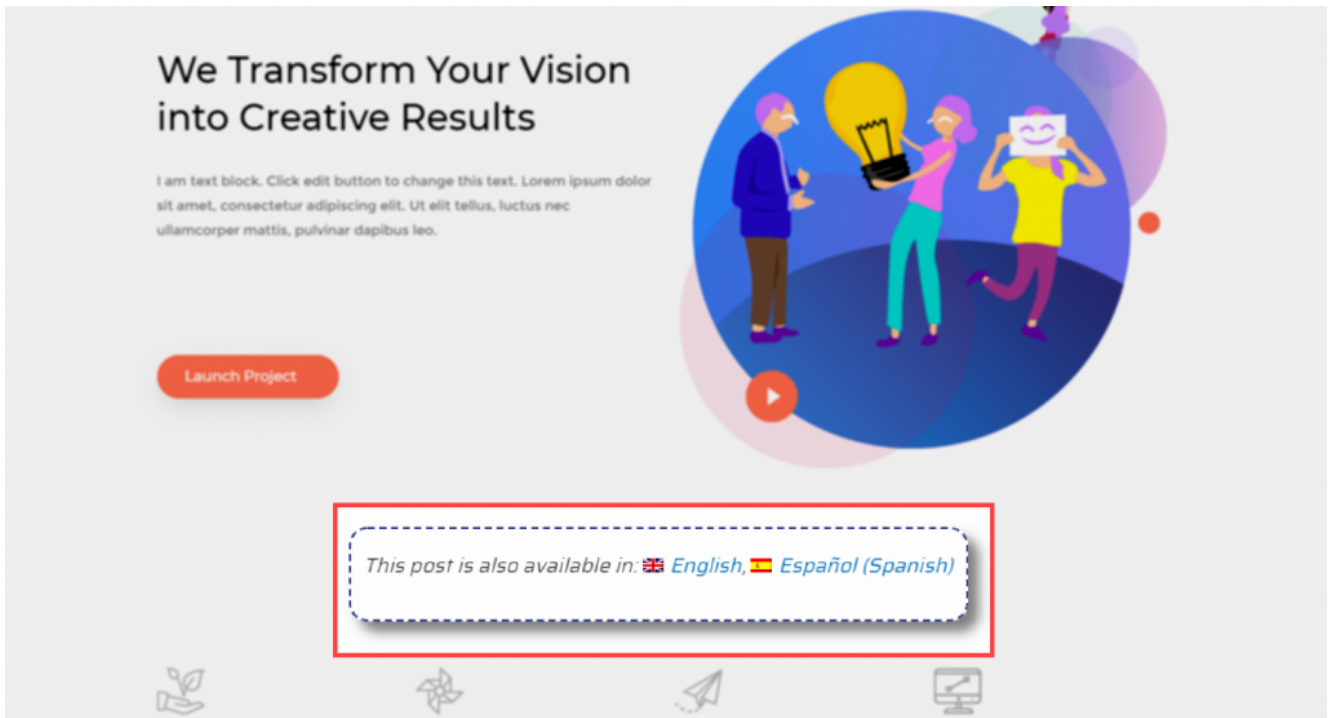 We Transform Your Vision
into Creative Results
I am text block. Click edit button to change this text. Lorem ipsum dolor
sit amet, consectetur adipiscing elit. Ut elit tellus, luctus nec
ullamcorper mattis, pulvinar dapibus leo.
Launch Project
This post is also available in: English, Español (Spanish)